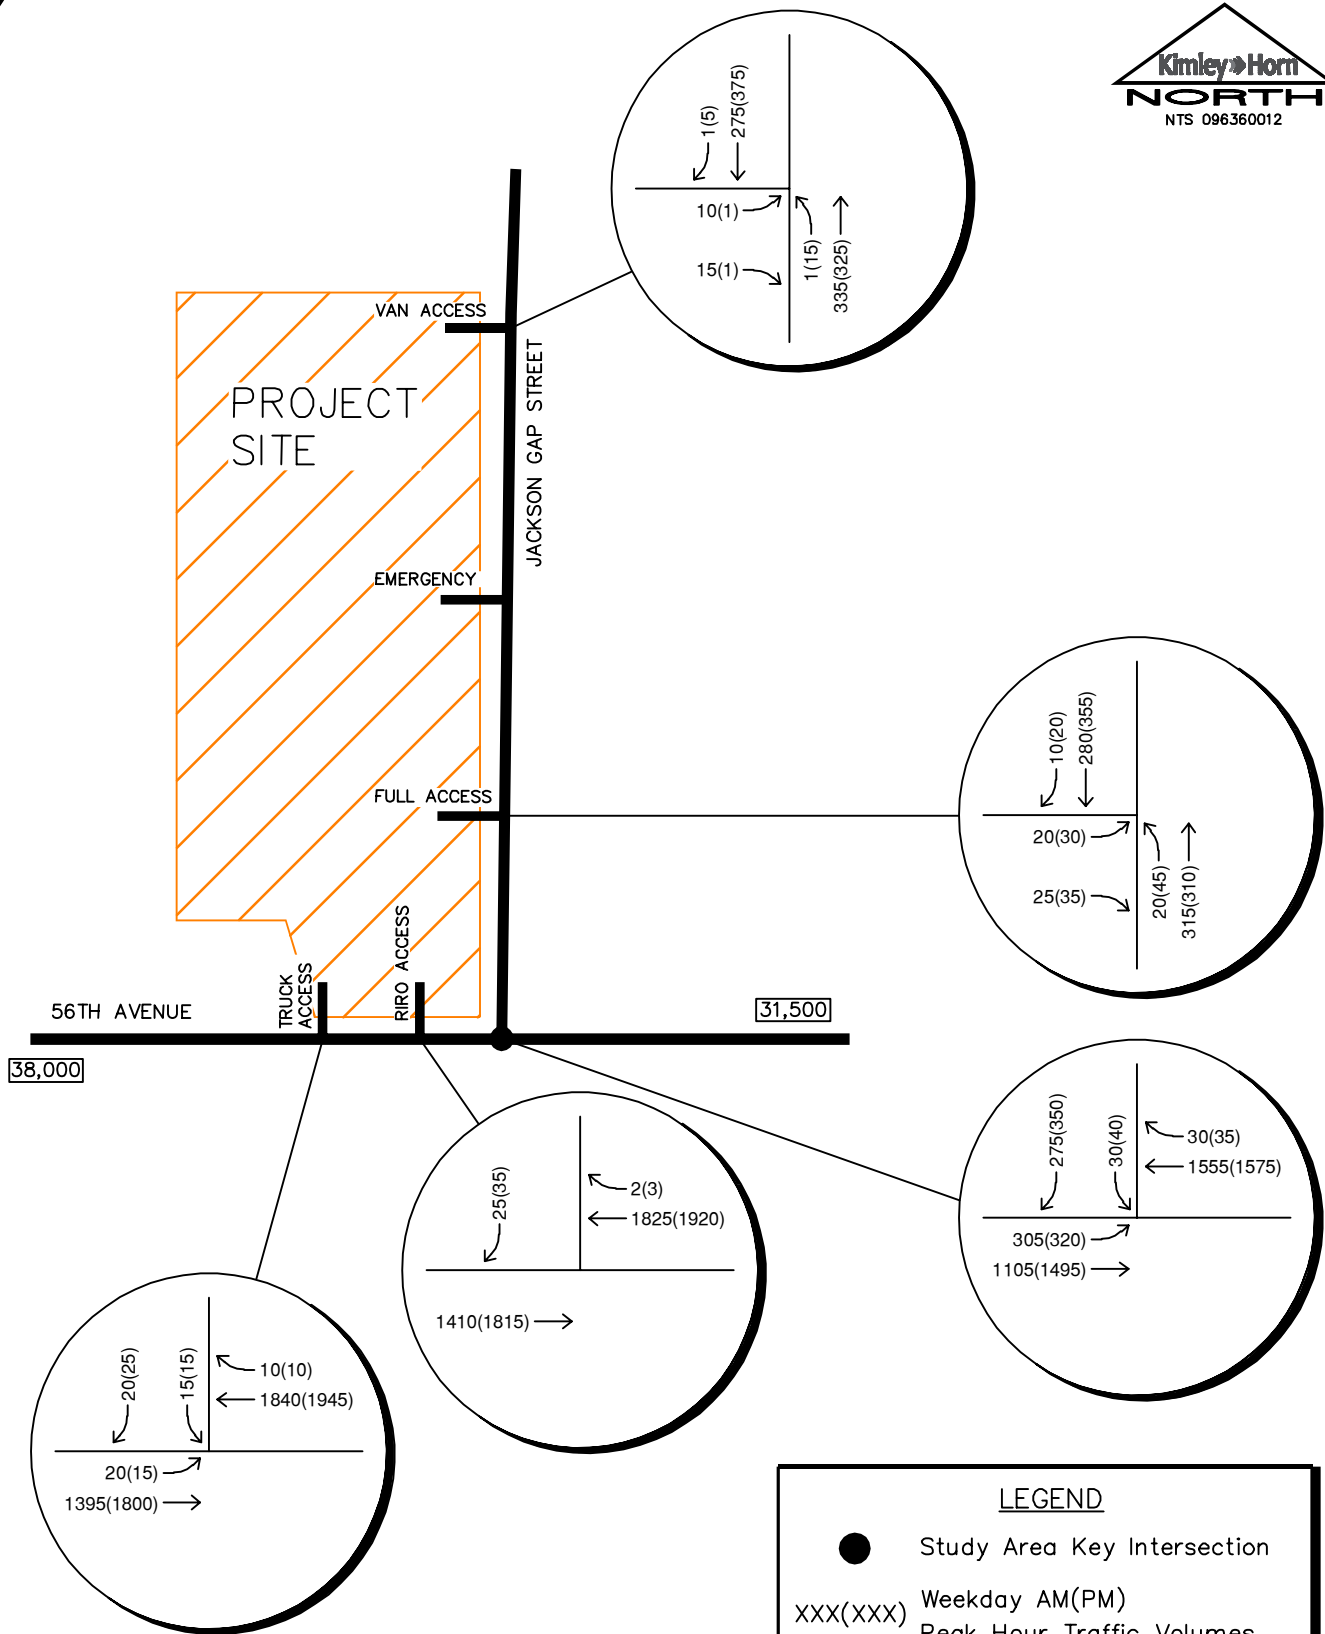 Kimley»Horn
NORTH
NTS 096360012
1(5)
275(375)
10(1)
15(1)
1(15)
335(325)
VAN ACCESS
PROJECT
SITE
JACKSON GAP STREET
EMERGENCY
FULL ACCESS
10(20)
280(355)
20(30)
25(35)
20(45)
315(310)
TRUCK
ACCESS
RIRO ACCESS
56TH AVENUE
31,500
38,000
275(350)
30(40)
30(35)
1555(1575)
305(320)
1105(1495)
25(35)
2(3)
1825(1920)
1410(1815)
20(25)
15(15)
10(10)
1840(1945)
20(15)
1395(1800)
LEGEND
Study Area Key Intersection
XXX(XXX)
Weekday AM(PM)
Peak Hour Traffic Volumes